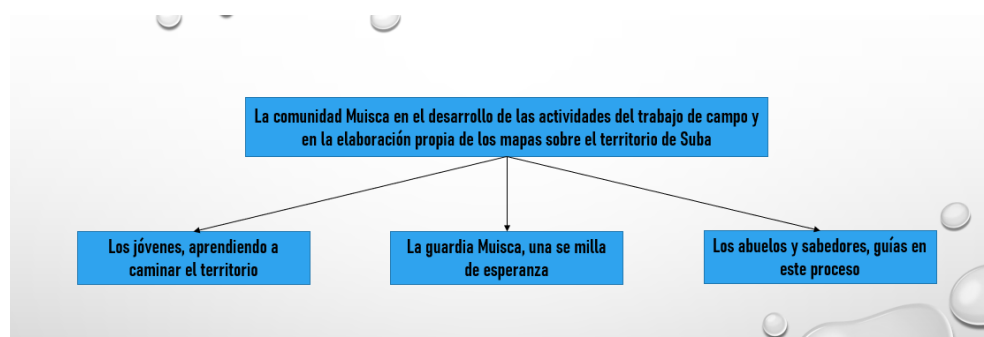 La comunidad Muisca en el desarrollo de las actividades del trabajo de campo y
en la elaboración propia de los mapas sobre el territorio de Suba
Los jóvenes, aprendiendo a
caminar el territorio
La guardia Muisca, una se milla
de esperanza
Los abuelos y sabedores, guías en
este proceso